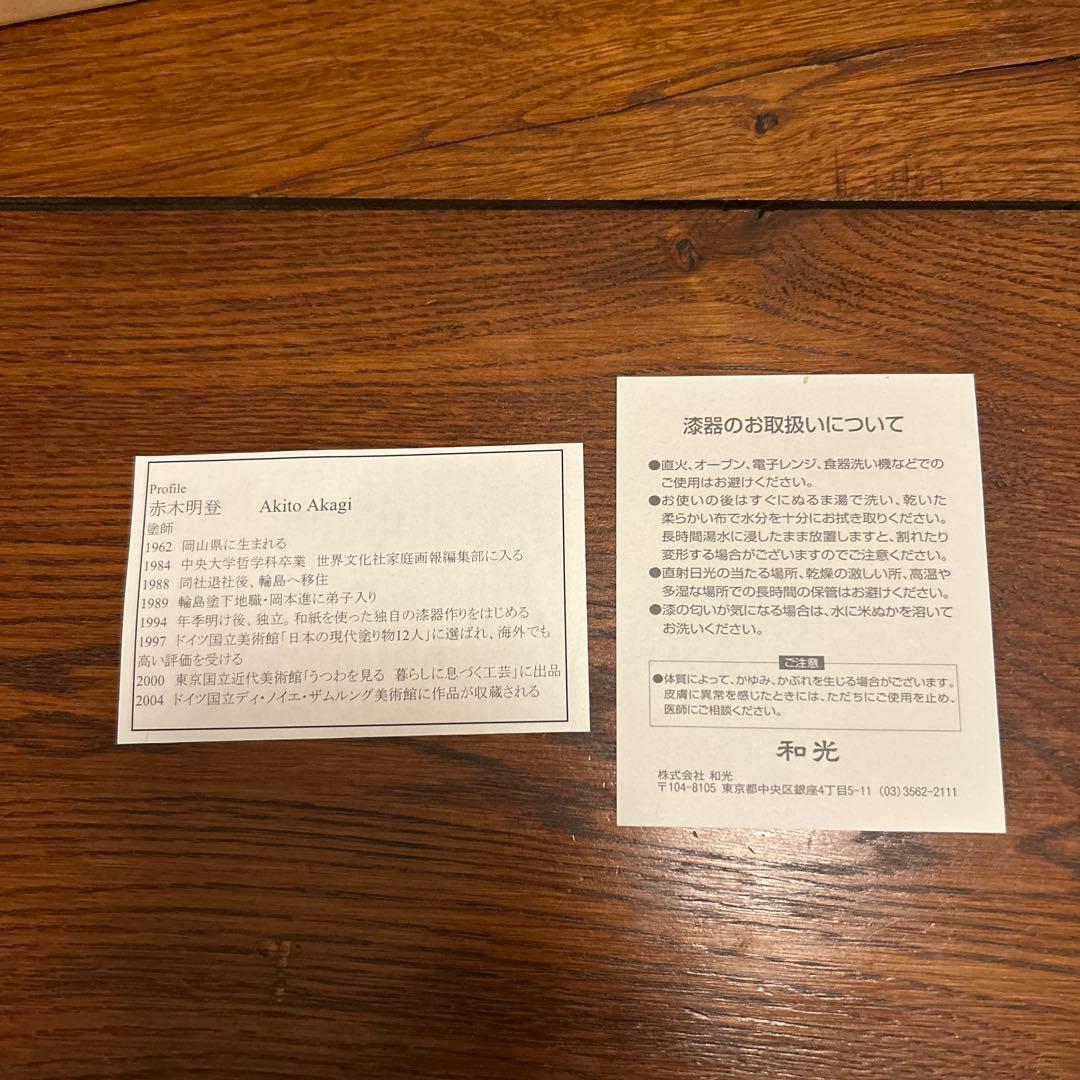 Profile
赤木明登 Akito Akagi
塗師
1962 岡山県に生まれる
1984 中央大学哲学科卒業 世界文化社家庭画報編集部に入る
1988 同社退社後、輪島へ移住
1989 輪島塗下地職・岡本進に弟子入り
1994 年季明け後、独立。和紙を使った独自の漆器作りをはじめる
1997 ドイツ国立美術館「日本の現代塗り物12人」に選ばれ、海外でも
高い評価を受ける
2000 東京国立近代美術館「うつわを見る 暮らしに息づく工芸」に出品
2004 ドイツ国立ディ・ノイエ・ザムルング美術館に作品が収蔵される
漆器のお取扱いについて
●直火、オーブン、電子レンジ、食器洗い機などでの
ご使用はお避けください。
●お使いの後はすぐにぬるま湯で洗い、乾いた
柔らかい布で水分を十分にお拭き取りください。
長時間湯水に浸したまま放置しますと、割れたり
変形する場合がございますのでご注意ください。
●直射日光の当たる場所、乾燥の激しい所、高温や
多湿な場所での長時間の保管はお避けください。
●漆の匂いが気になる場合は、水に米ぬかを溶いて
お洗いください。
ご注意
●体質によって、かゆみ、かぶれを生じる場合がございます。
皮膚に異常を感じたときには、ただちにご使用を止め、
医師にご相談ください。
和光
株式会社 和光
〒104-8105 東京都中央区銀座4丁目5-11 (03)3562-2111